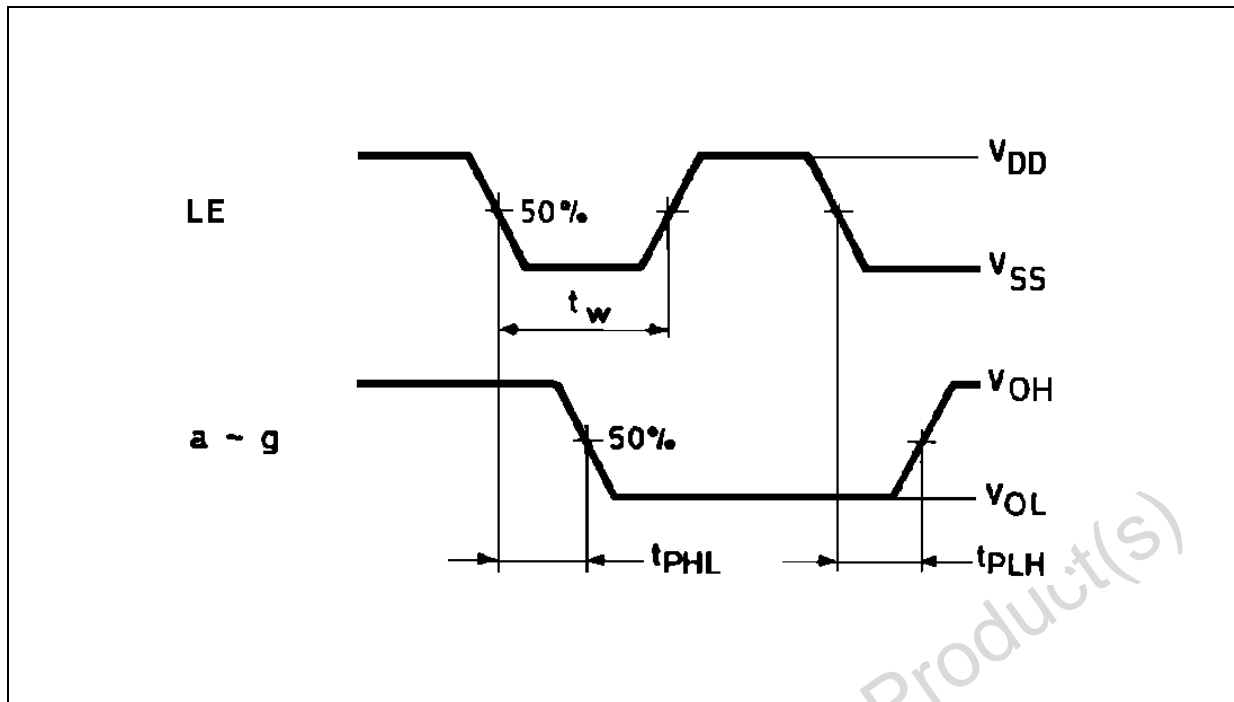 LE
50%
VDD
VSS
tw
a ~ g
50%
VOH
VOL
tPHL
tPLH
Product(s)